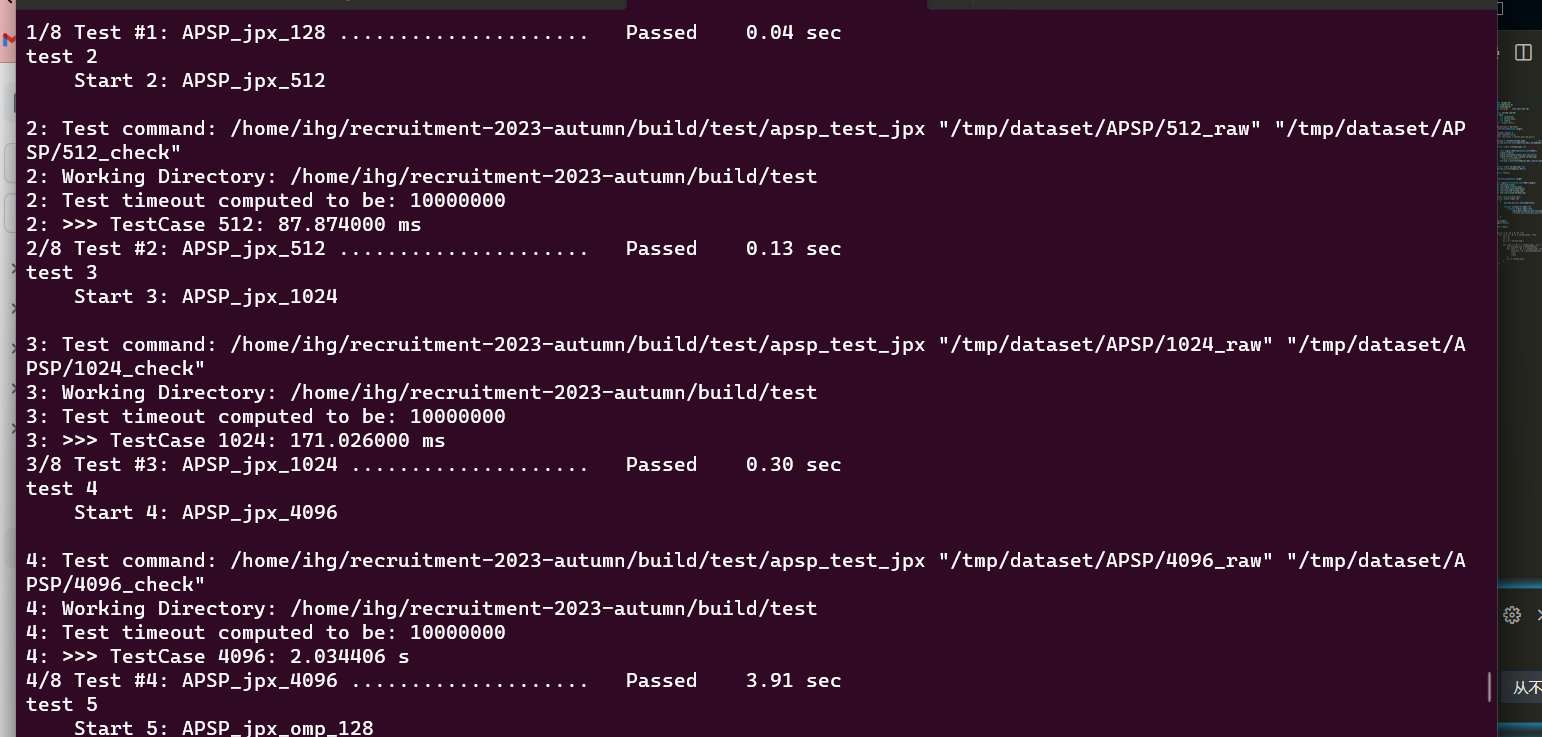 1/8 Test #1: APSP_jpx_128 .....................   Passed    0.04 sec
test 2
    Start 2: APSP_jpx_512
2: Test command: /home/ihg/recruitment-2023-autumn/build/test/apsp_test_jpx "/tmp/dataset/APSP/512_raw" "/tmp/dataset/AP
SP/512_check"
2: Working Directory: /home/ihg/recruitment-2023-autumn/build/test
2: Test timeout computed to be: 10000000
2: >>> TestCase 512: 87.874000 ms
2/8 Test #2: APSP_jpx_512 .....................   Passed    0.13 sec
test 3
    Start 3: APSP_jpx_1024
3: Test command: /home/ihg/recruitment-2023-autumn/build/test/apsp_test_jpx "/tmp/dataset/APSP/1024_raw" "/tmp/dataset/A
PSP/1024_check"
3: Working Directory: /home/ihg/recruitment-2023-autumn/build/test
3: Test timeout computed to be: 10000000
3: >>> TestCase 1024: 171.026000 ms
3/8 Test #3: APSP_jpx_1024 ....................   Passed    0.30 sec
test 4
    Start 4: APSP_jpx_4096
4: Test command: /home/ihg/recruitment-2023-autumn/build/test/apsp_test_jpx "/tmp/dataset/APSP/4096_raw" "/tmp/dataset/A
PSP/4096_check"
4: Working Directory: /home/ihg/recruitment-2023-autumn/build/test
4: Test timeout computed to be: 10000000
4: >>> TestCase 4096: 2.034406 s
4/8 Test #4: APSP_jpx_4096 ....................   Passed    3.91 sec
test 5
    Start 5: APSP_jpx_omp_128
从不